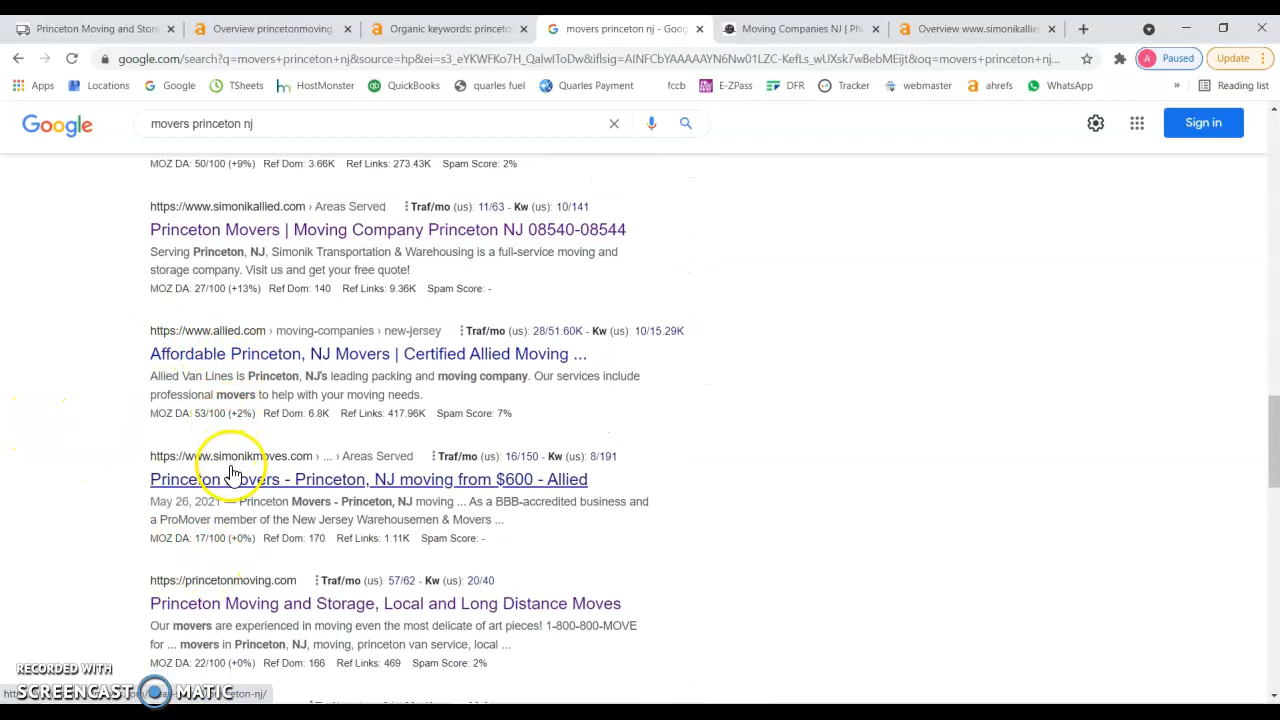 Princeton Moving and Store
Overview princetonmoving
Organic keywords: princeto
movers princeton nj - Goog
Moving Companies NJ | Phi
Overview www.simonikallie
google.com/search?q=movers+princeton+nj&source=hp&ei=
Paused
Update
Apps
Locations
Google
TSheets
HostMonster
QuickBooks
quarles fuel
Quarles Payment
fccb
E-ZPass
DFR
Tracker
webmaster
ahrefs
WhatsApp
»
Reading list
Google
movers princeton nj
Sign in
MOZ DA: 50/100 (+9%) Ref Dom: 3.66K Ref Links: 273.43K Spam Score: 2%
https://www.simonikallied.com › Areas Served Traf/mo (us): 11/63 - Kw (us): 10/141
Princeton Movers | Moving Company Princeton NJ 08540-08544
Serving Princeton, NJ, Simonik Transportation & Warehousing is a full-service moving and
storage company. Visit us and get your free quote!
MOZ DA: 27/100 (+13%) Ref Dom: 140 Ref Links: 9.36K Spam Score: -
https://www.allied.com › moving-companies › new-jersey Traf/mo (us): 28/51.60K - Kw (us): 10/15.29K
Affordable Princeton, NJ Movers | Certified Allied Moving ...
Allied Van Lines is Princeton, NJ's leading packing and moving company. Our services include
professional movers to help with your moving needs.
MOZ DA: 53/100 (+2%) Ref Dom: 6.8K Ref Links: 417.96K Spam Score: 7%
https://www.simonikmoves.com › ... › Areas Served Traf/mo (us): 16/150 - Kw (us): 8/191
Princeton Movers - Princeton, NJ moving from $600 - Allied
May 26, 2021 — Princeton Movers - Princeton, NJ moving ... As a BBB-accredited business and
a ProMover member of the New Jersey Warehousemen & Movers ...
MOZ DA: 17/100 (+0%) Ref Dom: 170 Ref Links: 1.11K Spam Score: -
https://princetonmoving.com Traf/mo (us): 57/62 - Kw (us): 20/40
Princeton Moving and Storage, Local and Long Distance Moves
Our movers are experienced in moving even the most delicate of art pieces! 1-800-800-MOVE
for ... movers in Princeton, NJ, moving, princeton van service, local ...
MOZ DA: 22/100 (+0%) Ref Dom: 166 Ref Links: 469 Spam Score: 2%
RECORDED WITH
SCREENCAST MATIC